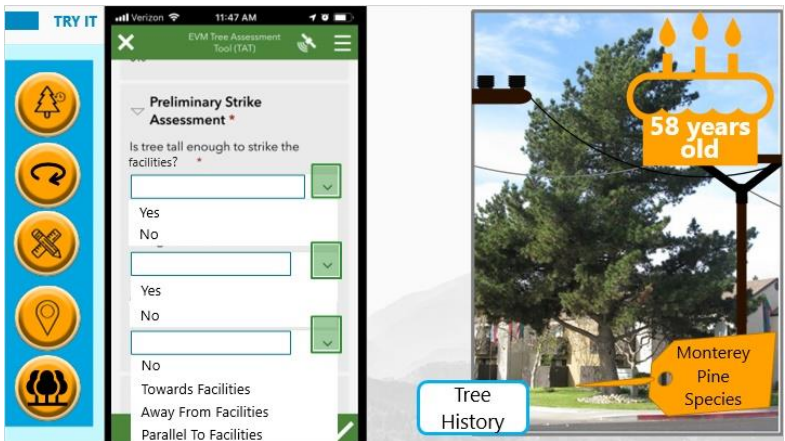 TRY IT
Verizon 11:47 AM
EVM Tree Assessment
Tool (TAT)
Preliminary Strike
Assessment *
Is tree tall enough to strike the
facilities? *
Yes
No
Yes
No
No
Towards Facilities
Away From Facilities
Parallel To Facilities
58 years
old
Monterey
Pine
Species
Tree
History